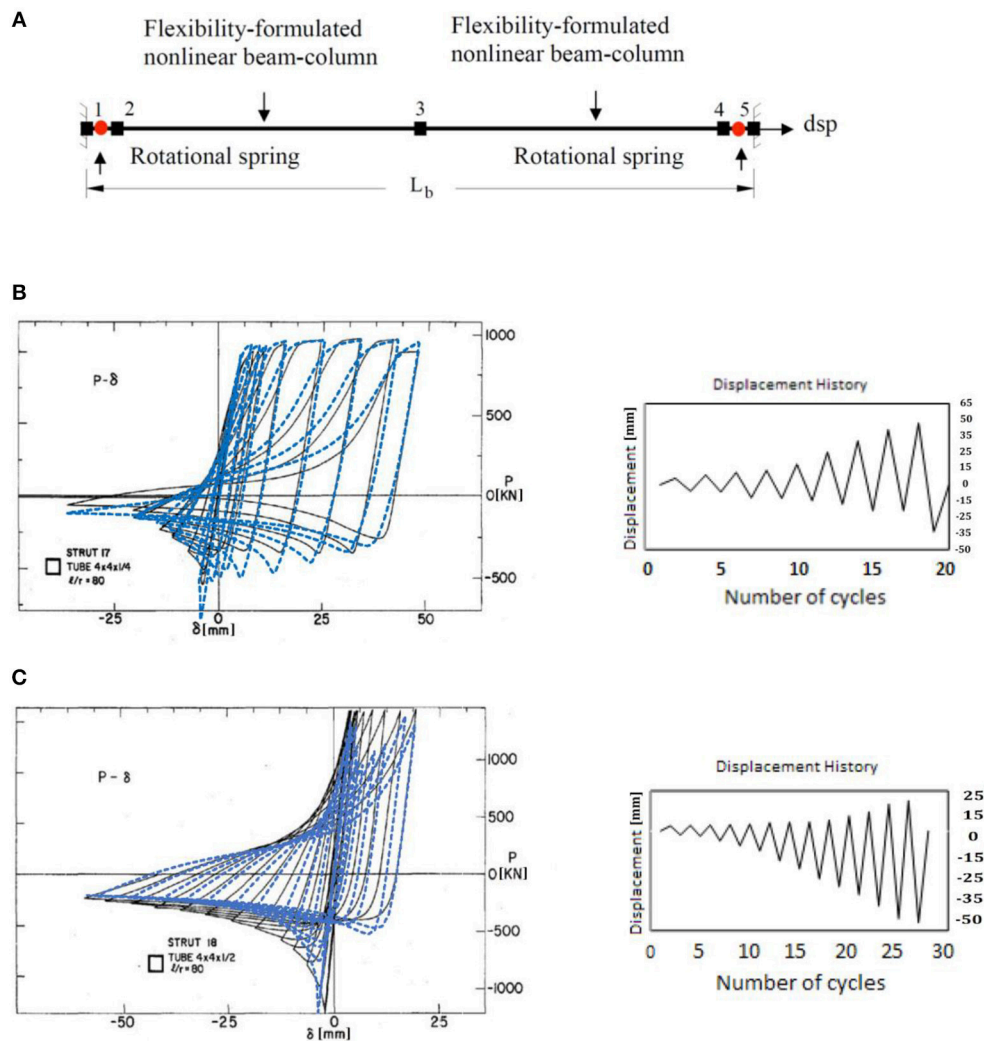 A
Flexibility-formulated
nonlinear beam-column
Flexibility-formulated
nonlinear beam-column
1 2 3 4 5
dsp
Rotational spring
Rotational spring
L_b
B
P-δ
1000
500
P
0[KN]
-500
STRUT 17
TUBE 4x4x1/4
ℓ/r = 80
-25 0 25 50
δ[mm]
Displacement History
Displacement [mm]
65
50
35
25
15
0
-15
-25
-35
-50
0 5 10 15 20
Number of cycles
C
P - δ
1000
500
P
0[KN]
-500
-1000
STRUT 18
TUBE 4x4x1/2
ℓ/r = 80
-50 -25 0 25
δ [mm]
Displacement History
Displacement [mm]
25
15
0
-15
-25
-35
-50
0 5 10 15 20 25 30
Number of cycles